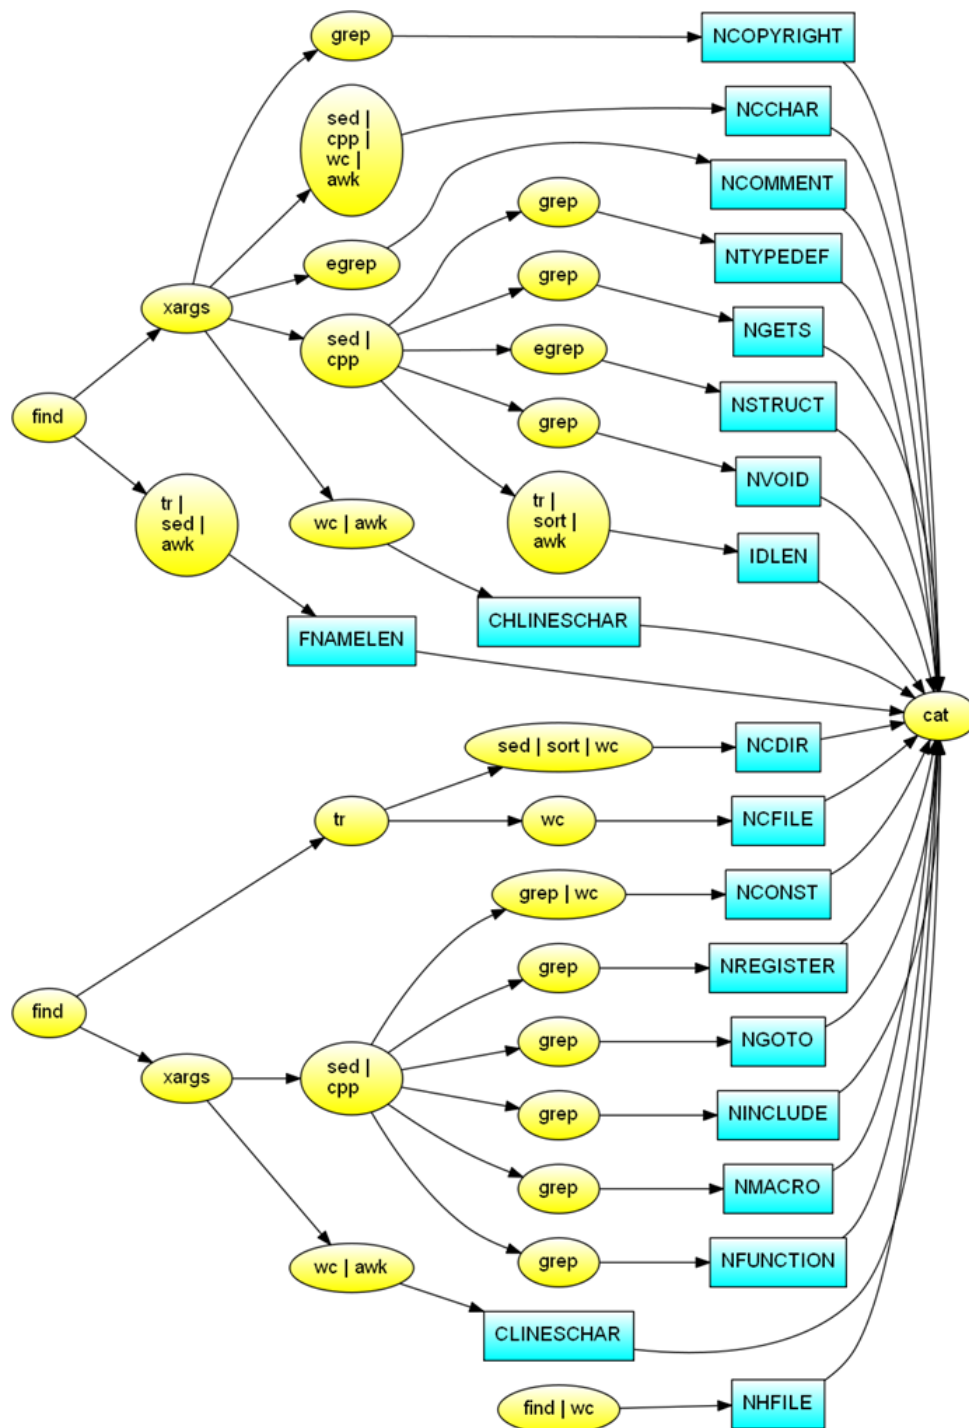 grep
NCOPYRIGHT
sed |
cpp |
wc |
awk
NCCHAR
NCOMMENT
grep
NTYPEDEF
egrep
grep
xargs
NGETS
sed |
cpp
egrep
NSTRUCT
find
grep
NVOID
tr |
sed |
awk
wc | awk
tr |
sort |
awk
IDLEN
CHLINESCHAR
FNAMELEN
cat
sed | sort | wc
NCDIR
tr
wc
NCFILE
grep | wc
NCONST
grep
NREGISTER
find
grep
NGOTO
xargs
sed |
cpp
grep
NINCLUDE
grep
NMACRO
grep
NFUNCTION
wc | awk
CLINESCHAR
find | wc
NHFILE